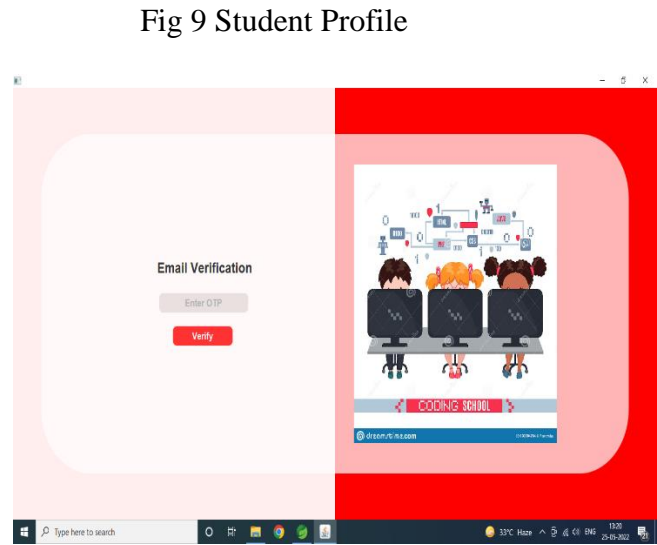 Fig 9 Student Profile
Email Verification
Enter OTP
Verify
CODING SCHOOL
dreamstime.com
Type here to search
33°C Haze
ENG
13:20
25-05-2022